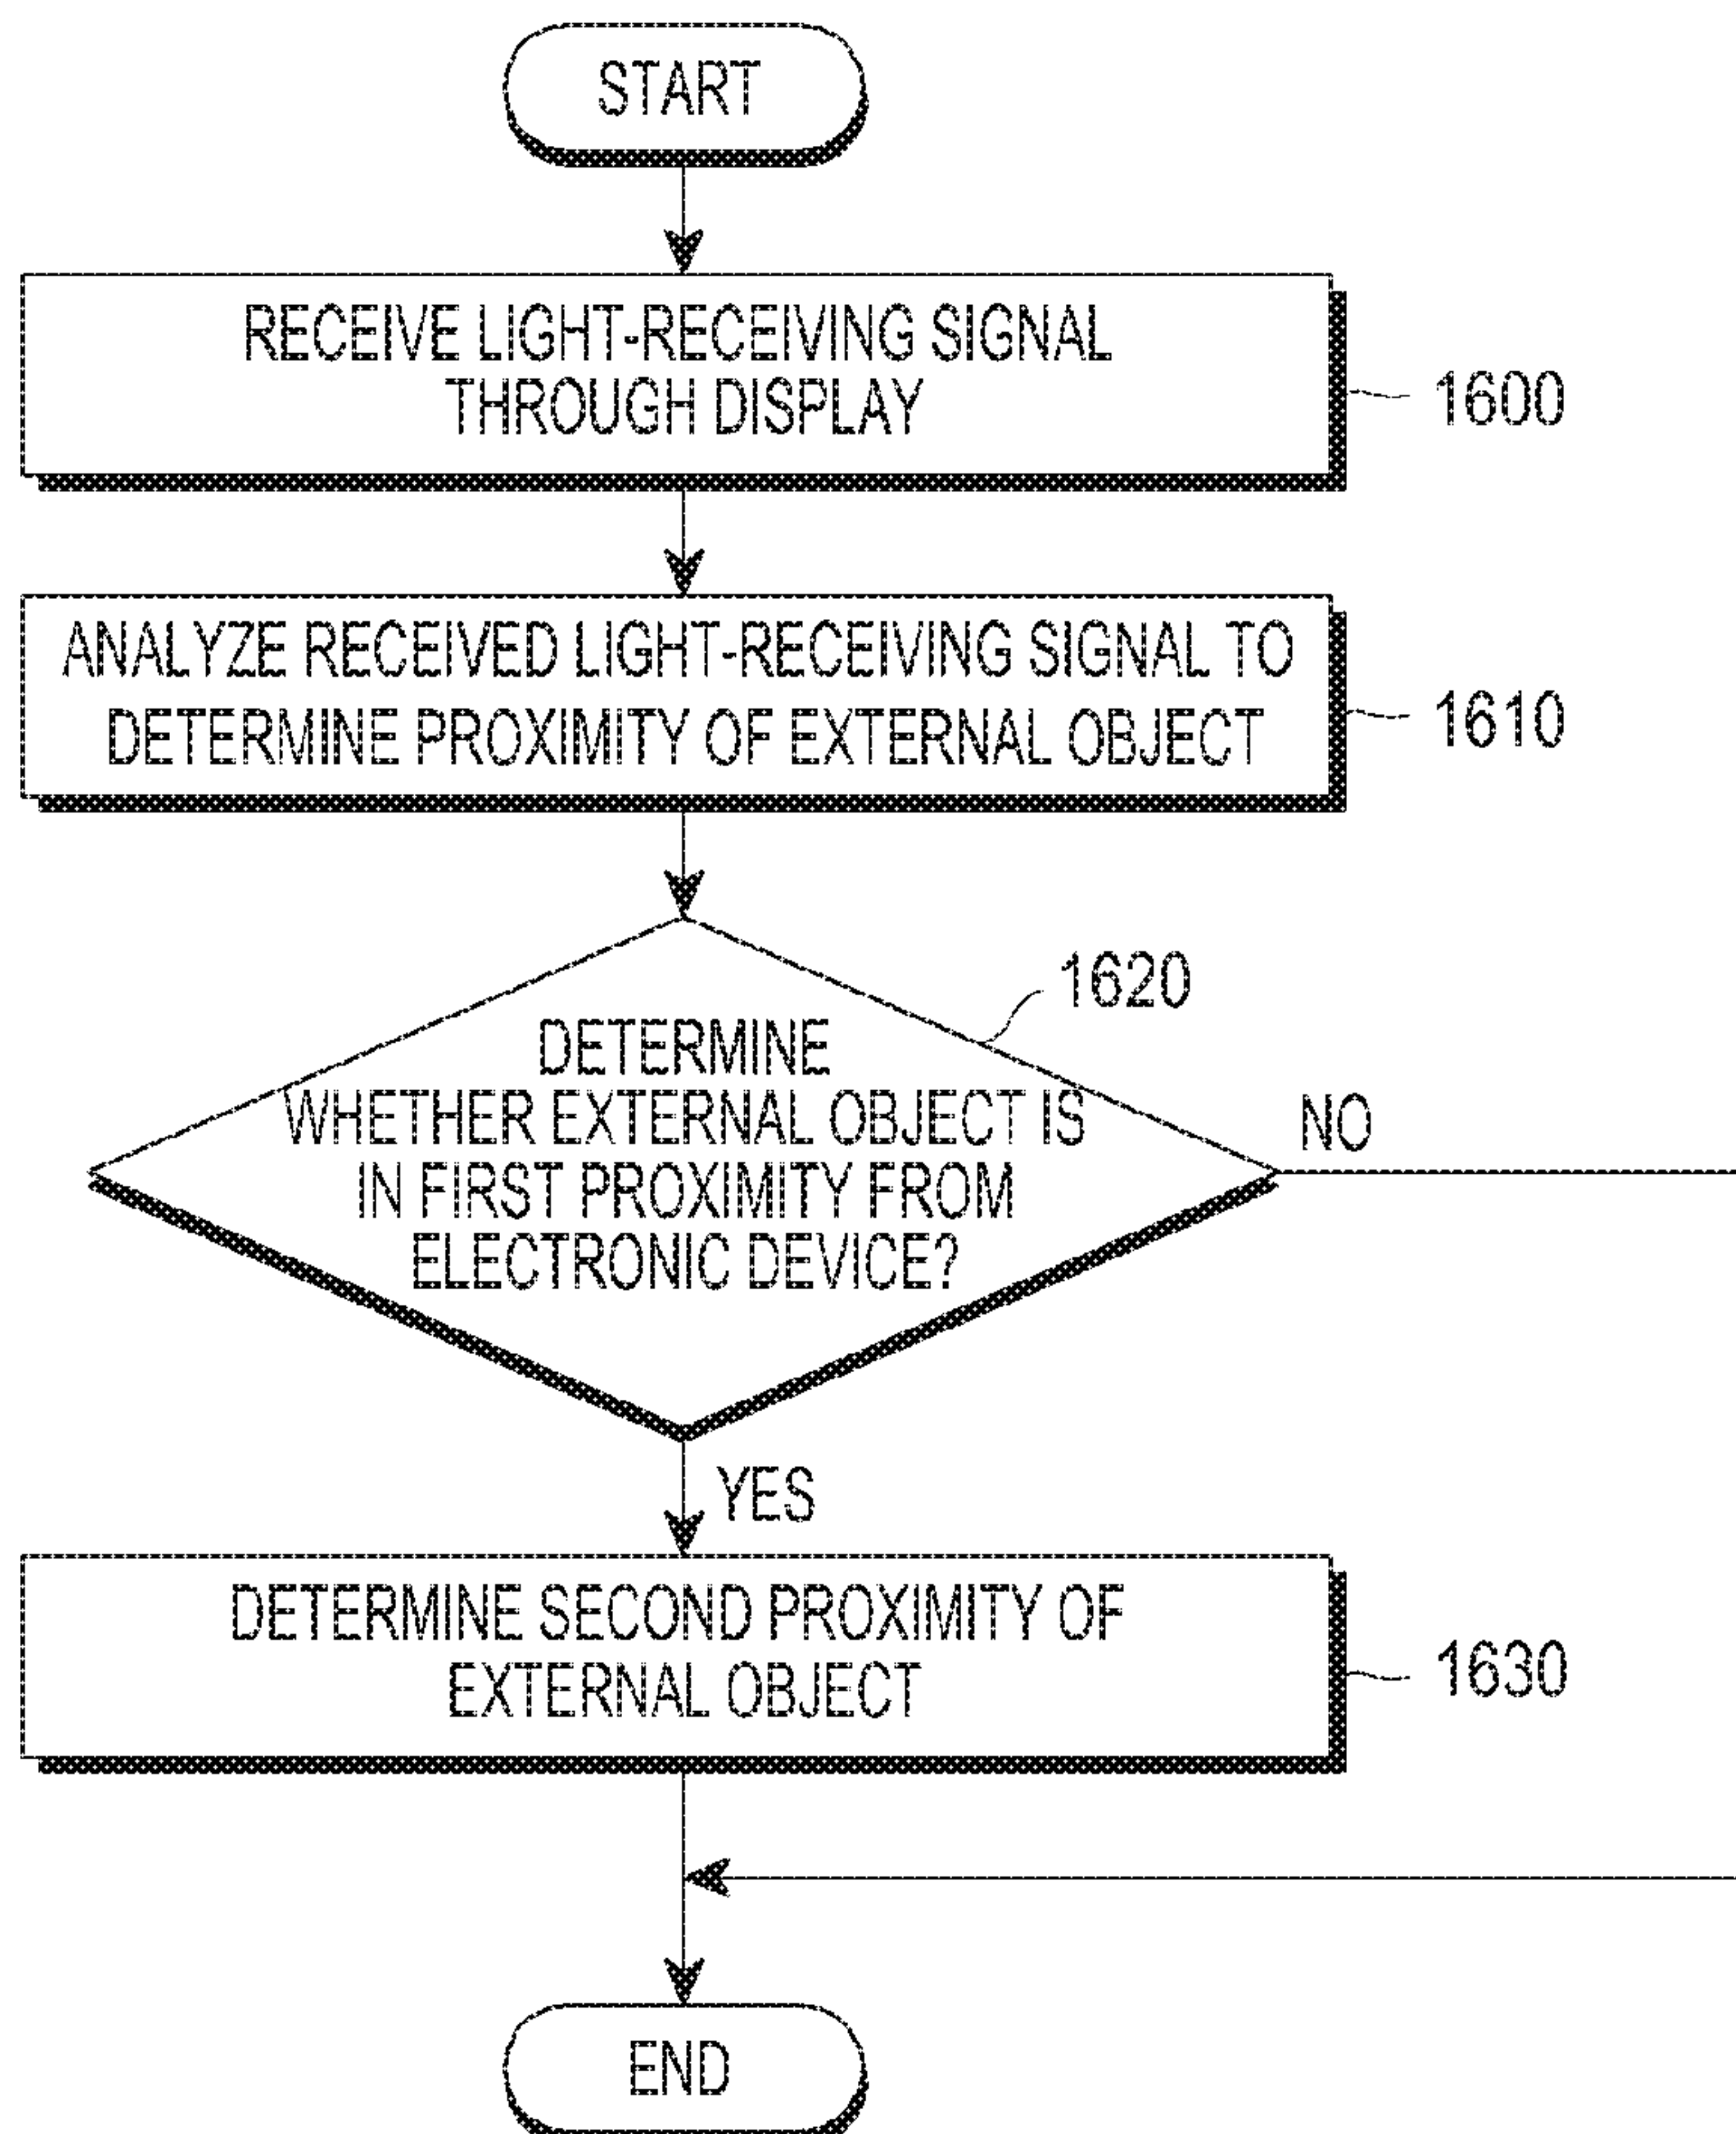 START
RECEIVE LIGHT-RECEIVING SIGNAL
THROUGH DISPLAY
1600
ANALYZE RECEIVED LIGHT-RECEIVING SIGNAL TO
DETERMINE PROXIMITY OF EXTERNAL OBJECT
1610
1620
DETERMINE
WHETHER EXTERNAL OBJECT IS
IN FIRST PROXIMITY FROM
ELECTRONIC DEVICE?
NO
YES
DETERMINE SECOND PROXIMITY OF
EXTERNAL OBJECT
1630
END